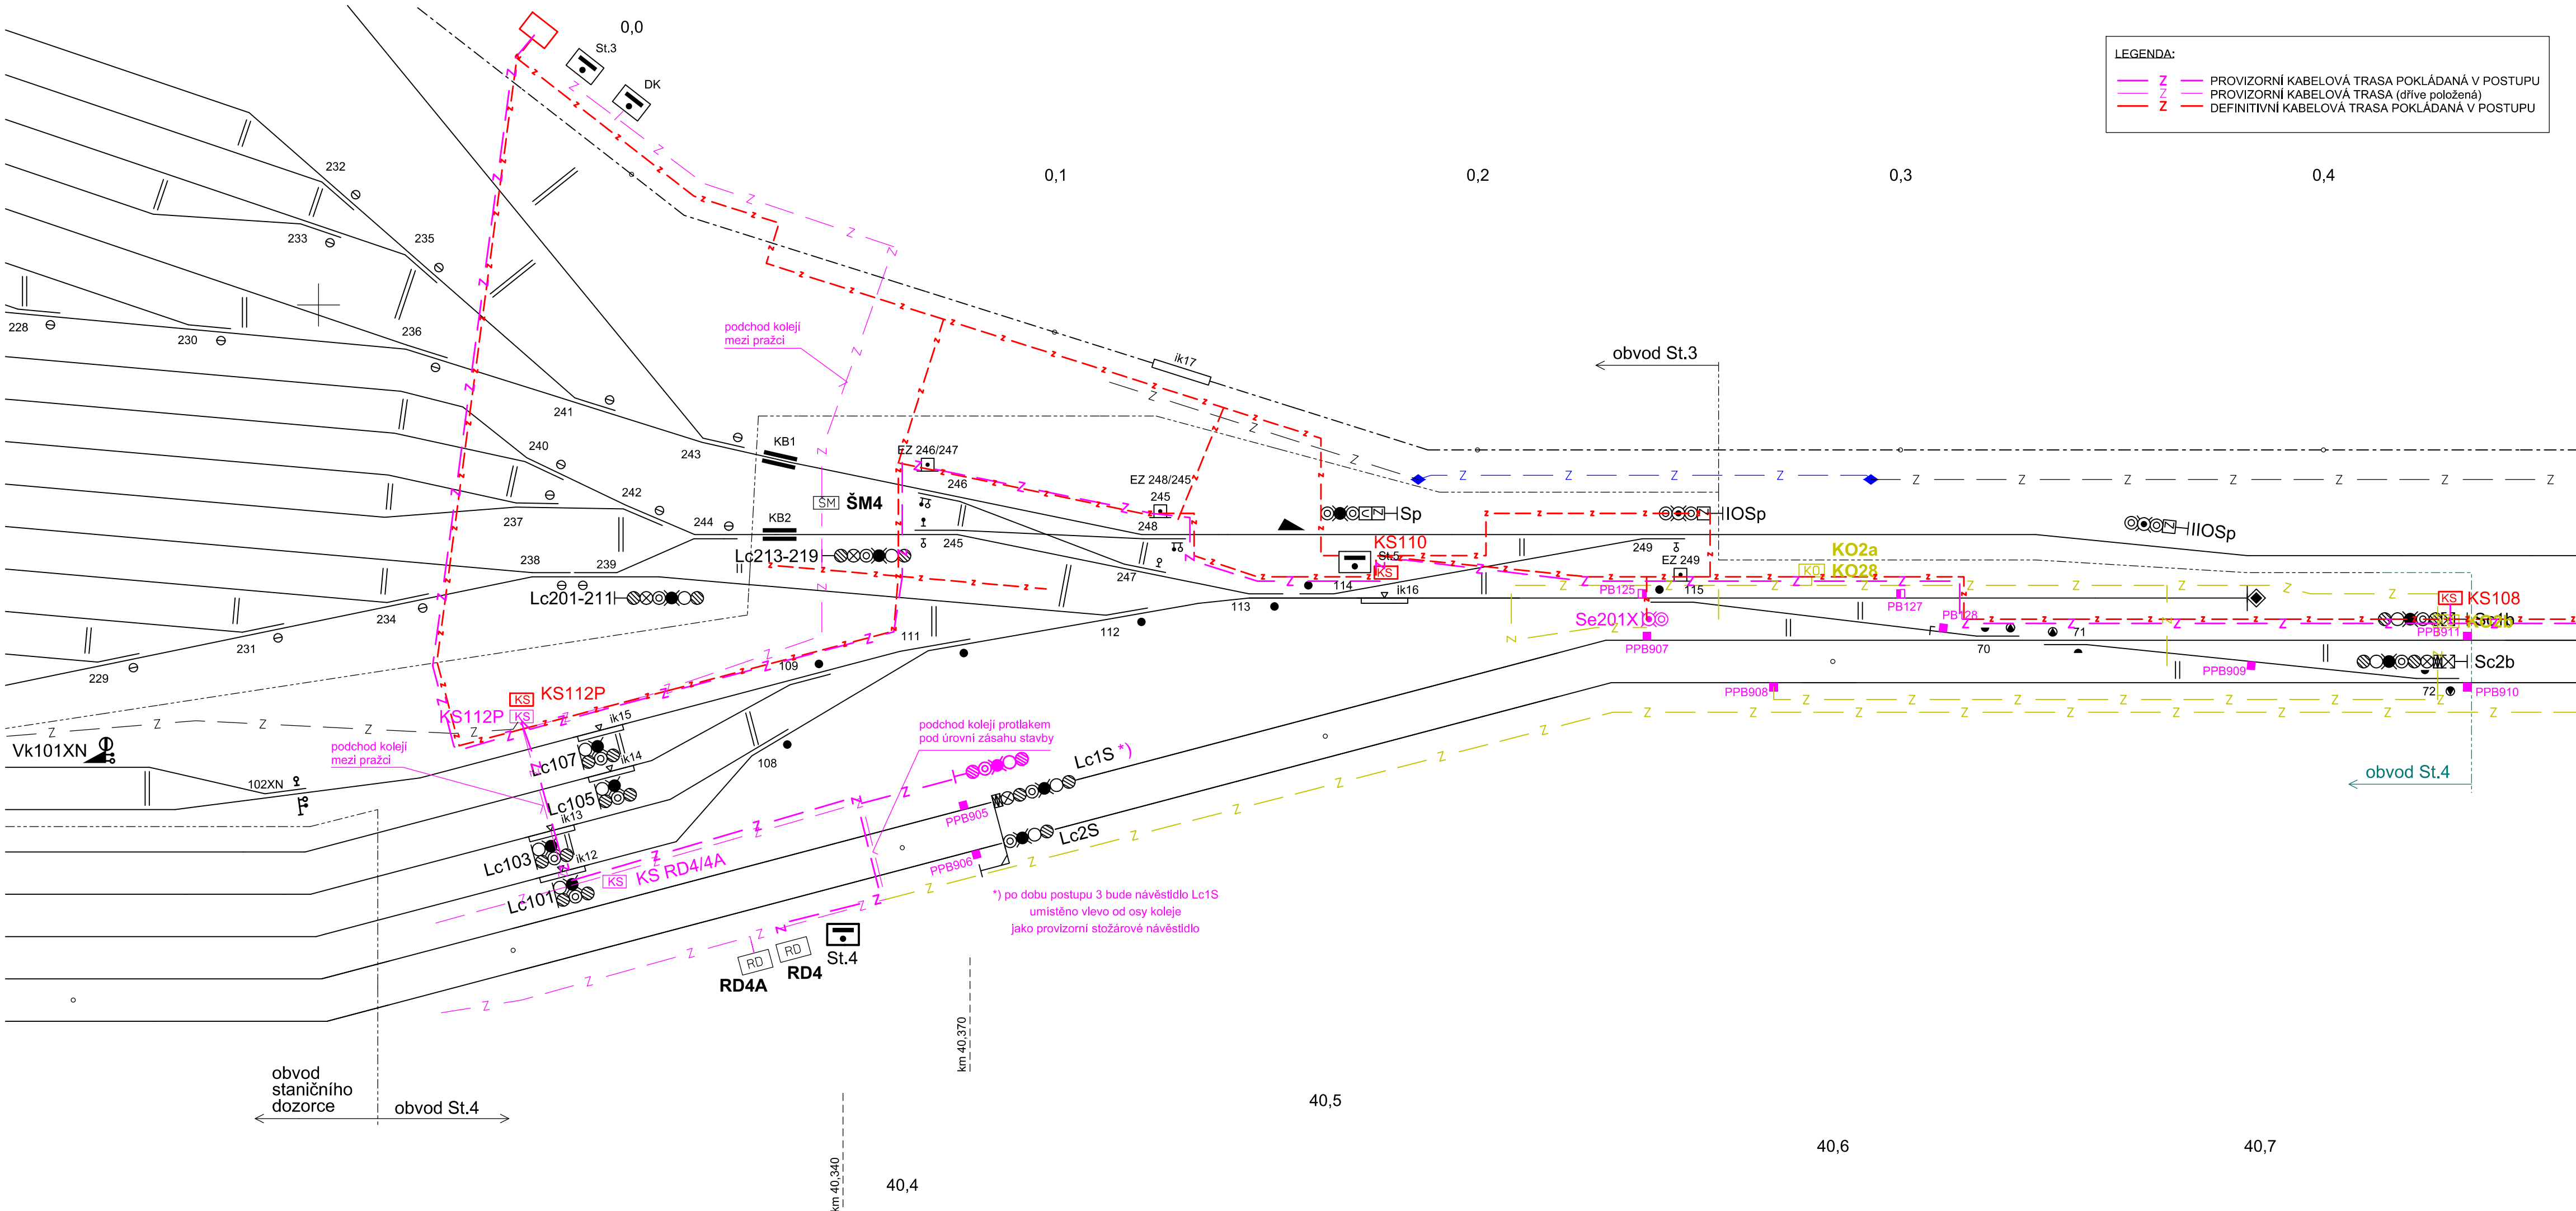 0,0
St.3
DK
LEGENDA:
Z PROVIZORNÍ KABELOVÁ TRASA POKLÁDANÁ V POSTUPU
Z PROVIZORNÍ KABELOVÁ TRASA (dříve položená)
Z DEFINITIVNÍ KABELOVÁ TRASA POKLÁDANÁ V POSTUPU
0,1
0,2
0,3
0,4
232
233
235
228
230
236
podchod kolejí
mezi pražci
ik17
obvod St.3
241
240
243
KB1
EZ 246/247
242
246
EZ 248/245
245
237
244
ŠM ŠM4
KB2
248
Sp
IOSp
IIOSp
238
239
Lc213-219
245
247
KS110
St.5
KS
249
EZ 249
KO2a
KO KO28
Lc201-211
234
114
ik16
113
PB125
115
PB127
PB128
KS KS108
Se201X
Sc1b
KO2b
231
229
111
112
109
PPB907
70
71
PPB911
PPB909
Sc2b
PPB908
72
PPB910
KS KS112P
KS112P KS
ik15
Vk101XN
podchod kolejí
mezi pražci
podchod kolejí protlakem
pod úrovní zásahu stavby
Lc107
ik14
108
Lc1S *)
102XN
Lc105
ik13
obvod St.4
PPB905
Lc2S
Lc103
ik12
KS KS RD4/4A
PPB906
Lc101
*) po dobu postupu 3 bude návěstidlo Lc1S
umístěno vlevo od osy koleje
jako provizorní stožárové návěstidlo
RD
RD
St.4
RD4A
RD4
km 40,370
obvod
staničního
dozorce
obvod St.4
40,5
40,6
40,7
km 40,340
40,4